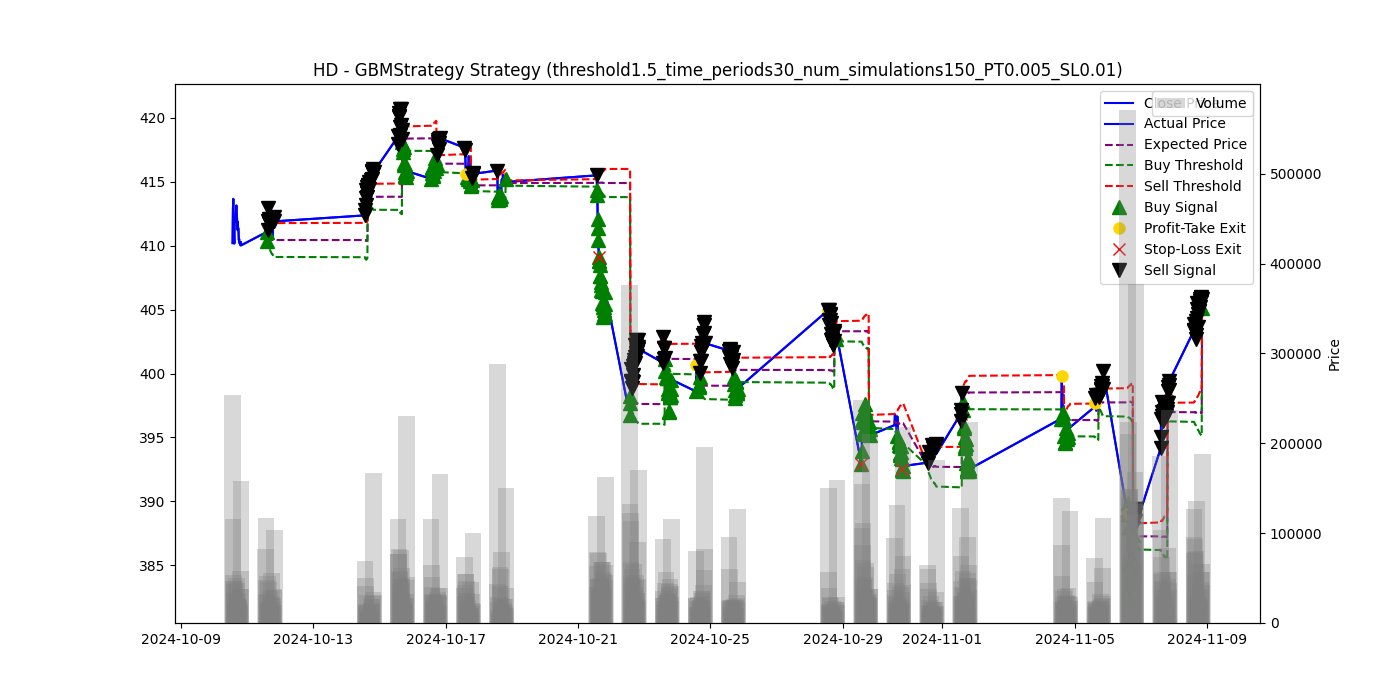 HD - GBMStrategy Strategy (threshold1.5_time_periods30_num_simulations150_PT0.005_SL0.01)
420
415
410
405
400
395
390
385
500000
400000
300000
200000
100000
0
Price
2024-10-09
2024-10-13
2024-10-17
2024-10-21
2024-10-25
2024-10-29
2024-11-01
2024-11-05
2024-11-09
Volume
Actual Price
Expected Price
Buy Threshold
Sell Threshold
Buy Signal
Profit-Take Exit
Stop-Loss Exit
Sell Signal